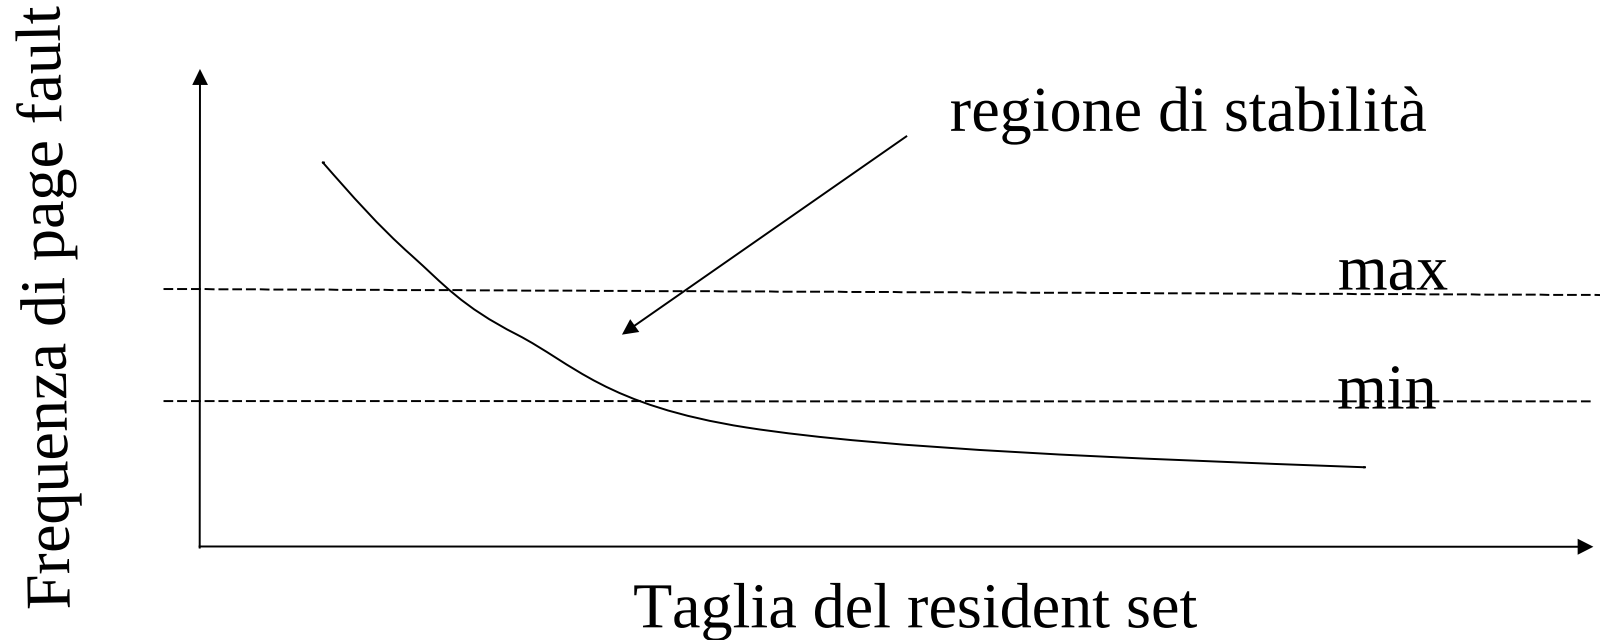 Frequenza di page fault
regione di stabilità
max
min
Taglia del resident set